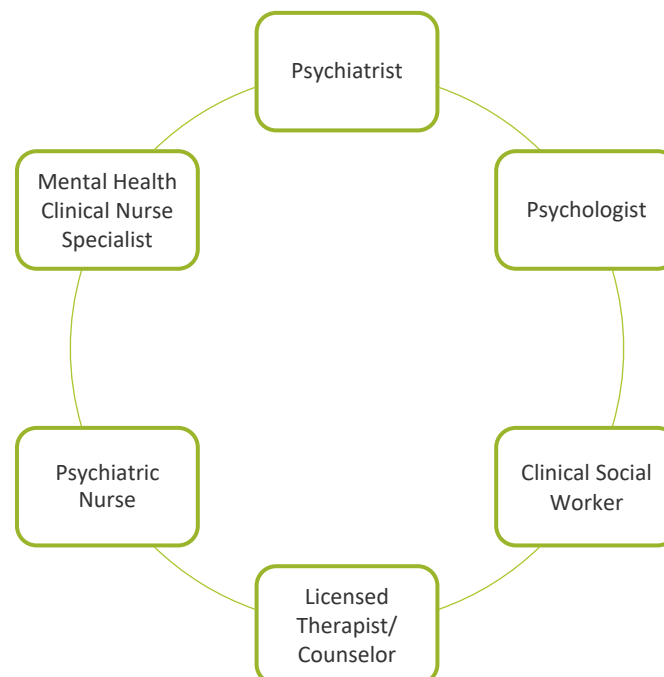 Psychiatrist
Psychologist
Clinical Social
Worker
Licensed
Therapist/
Counselor
Psychiatric
Nurse
Mental Health
Clinical Nurse
Specialist